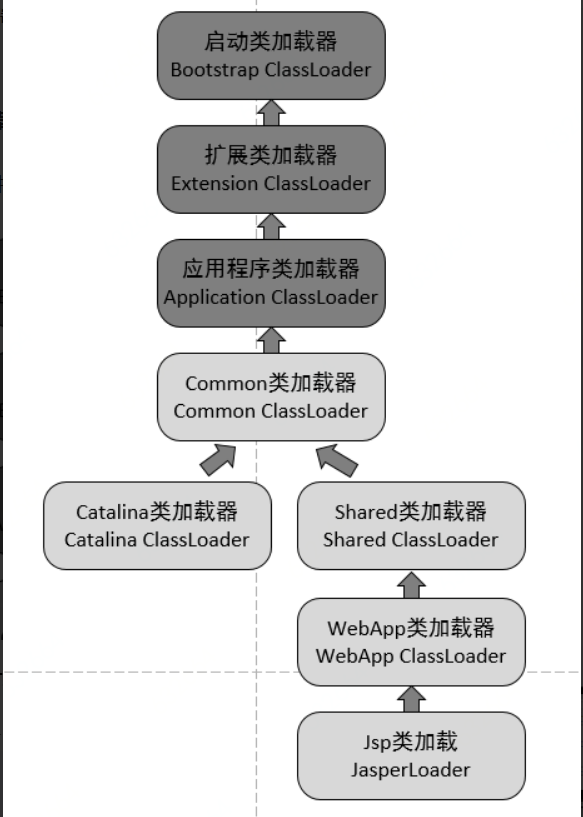 启动类加载器
Bootstrap ClassLoader
扩展类加载器
Extension ClassLoader
应用程序类加载器
Application ClassLoader
Common类加载器
Common ClassLoader
Catalina类加载器
Catalina ClassLoader
Shared类加载器
Shared ClassLoader
WebApp类加载器
WebApp ClassLoader
Jsp类加载
JasperLoader